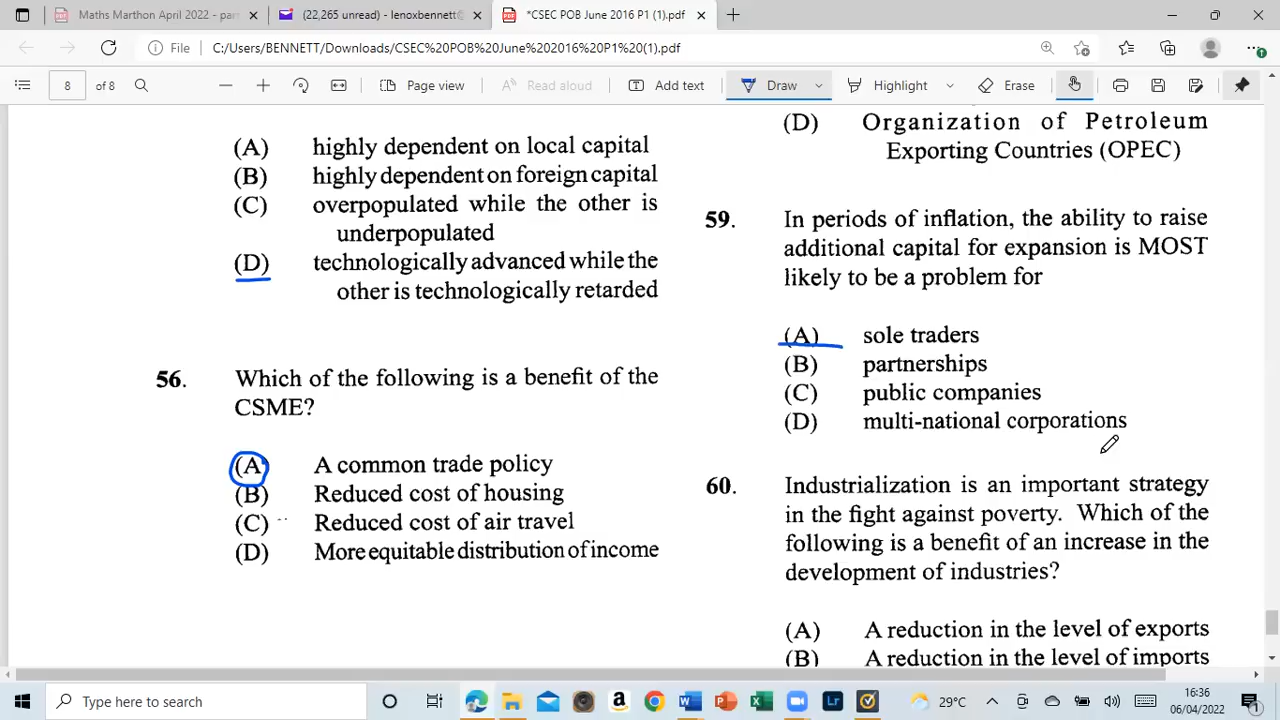 Maths Marthon April 2022 - part
(22,265 unread) - lenoxbennett@
*CSEC POB June 2016 P1 (1).pdf
File
C:/Users/BENNETT/Downloads/CSEC%20POB%20June%202016%20P1%20(1).pdf
8 of 8
Page view
Read aloud
Add text
Draw
Highlight
Erase
(A) highly dependent on local capital
(B) highly dependent on foreign capital
(C) overpopulated while the other is
underpopulated
(D) technologically advanced while the
other is technologically retarded
56. Which of the following is a benefit of the
CSME?
(A) A common trade policy
(B) Reduced cost of housing
(C) Reduced cost of air travel
(D) More equitable distribution of income
(D) Organization of Petroleum
Exporting Countries (OPEC)
59. In periods of inflation, the ability to raise
additional capital for expansion is MOST
likely to be a problem for
(A) sole traders
(B) partnerships
(C) public companies
(D) multi-national corporations
60. Industrialization is an important strategy
in the fight against poverty. Which of the
following is a benefit of an increase in the
development of industries?
(A) A reduction in the level of exports
(B) A reduction in the level of imports
Type here to search
29°C
16:36
06/04/2022